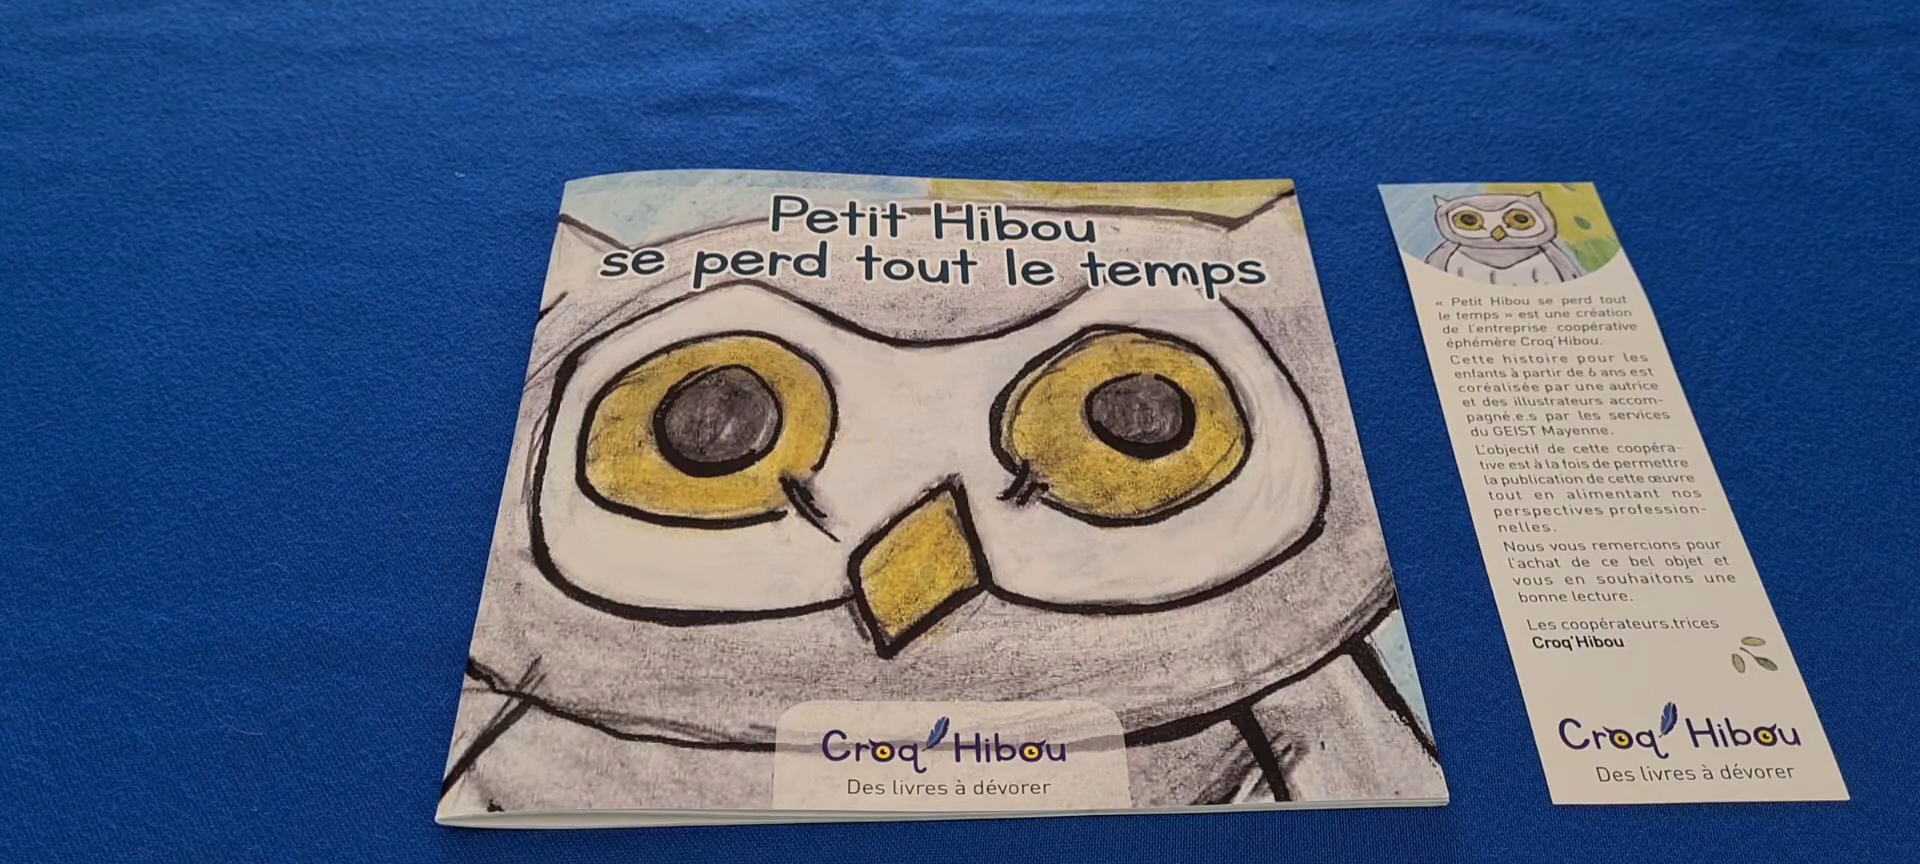 Petit Hibou
se perd tout le temps
Croq'Hibou
Des livres à dévorer
« Petit Hibou se perd tout
le temps » est une création
de l'entreprise coopérative
éphémère Croq'Hibou.
Cette histoire pour les
enfants à partir de 6 ans est
coréalisée par une autrice
et des illustrateurs accom-
pagné.e.s par les services
du GEIST Mayenne.
L'objectif de cette coopéra-
tive est à la fois de permettre
la publication de cette œuvre
tout en alimentant nos
perspectives profession-
nelles.
Nous vous remercions pour
l'achat de ce bel objet et
vous en souhaitons une
bonne lecture.
Les coopérateurs.trices
Croq'Hibou
Croq'Hibou
Des livres à dévorer